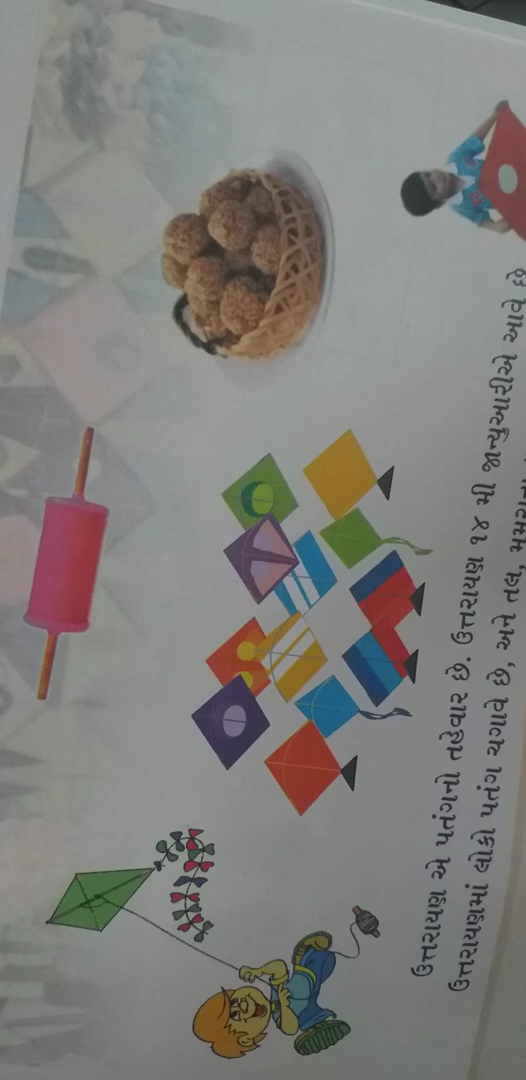 ઉત્તરાયણ એ પતંગનો તહેવાર છે. ઉત્તરાયણ ૧૪ મી જાન્યુઆરીએ આવે છે
ઉત્તરાયણમાં લોકો પતંગ ચગાવે છે, અને તલ,